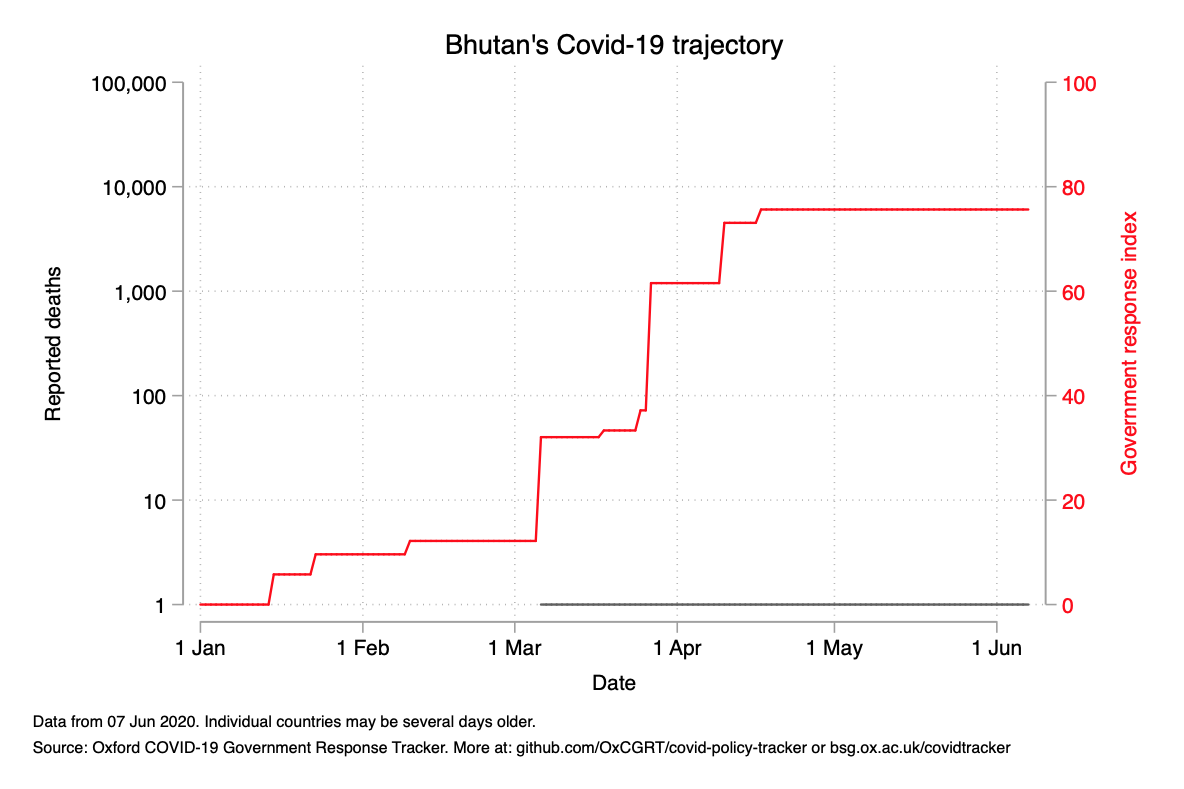 Bhutan's Covid-19 trajectory
100,000
10,000
1,000
100
10
1
Reported deaths
100
80
60
40
20
0
Government response index
1 Jan
1 Feb
1 Mar
1 Apr
1 May
1 Jun
Date
Data from 07 Jun 2020. Individual countries may be several days older.
Source: Oxford COVID-19 Government Response Tracker. More at: github.com/OxCGRT/covid-policy-tracker or bsg.ox.ac.uk/covidtracker